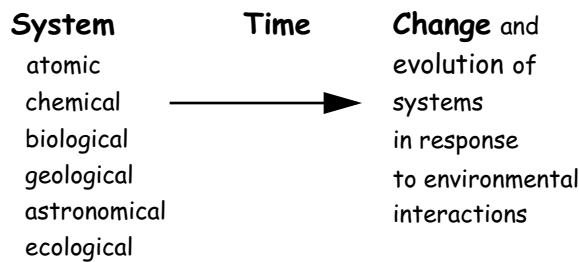 System
atomic
chemical
biological
geological
astronomical
ecological
Time
Change and
evolution of
systems
in response
to environmental
interactions